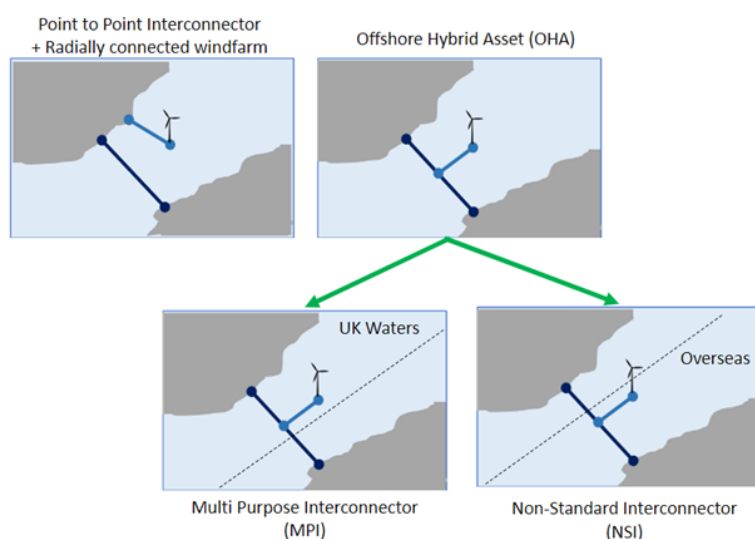 Point to Point Interconnector
+ Radially connected windfarm
Offshore Hybrid Asset (OHA)
UK Waters
Overseas
Multi Purpose Interconnector
(MPI)
Non-Standard Interconnector
(NSI)